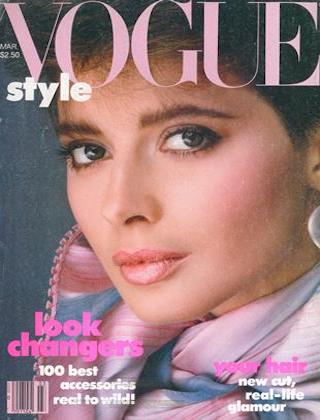 VOGUE
MAR.
$2.50
style
look
changers
100 best
accessories
real to wild!
your hair
new cut,
real-life
glamour